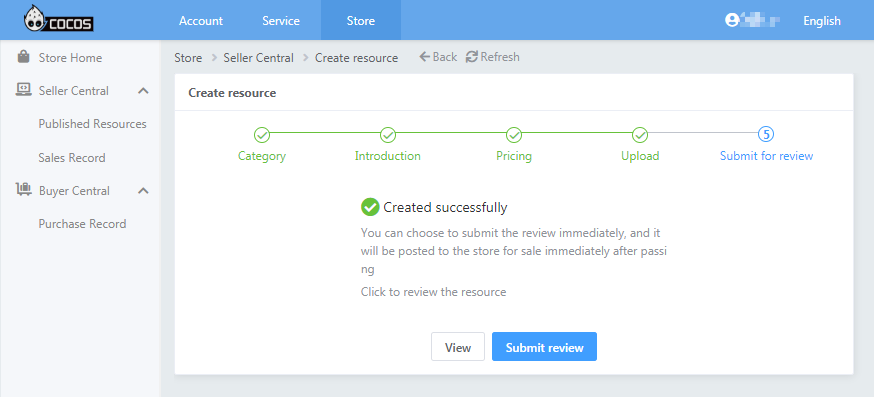 COCOS
Account
Service
Store
English
Store Home
Seller Central
Published Resources
Sales Record
Buyer Central
Purchase Record
Store > Seller Central > Create resource
Back
Refresh
Create resource
5
Category
Introduction
Pricing
Upload
Submit for review
Created successfully
You can choose to submit the review immediately, and it
will be posted to the store for sale immediately after passi
ng
Click to review the resource
View
Submit review